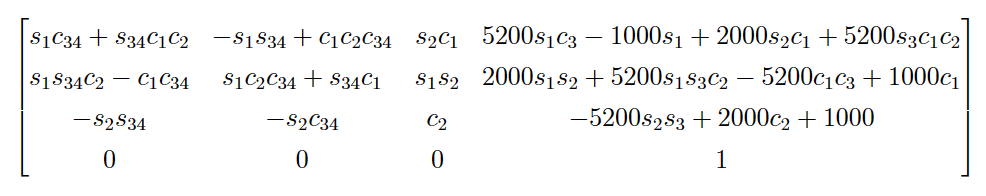 s₁c₃₄ + s₃₄c₁c₂ −s₁s₃₄ + c₁c₂c₃₄ s₂c₁ 5200s₁c₃ − 1000s₁ + 2000s₂c₁ + 5200s₃c₁c₂
s₁s₃₄c₂ − c₁c₃₄ s₁c₂c₃₄ + s₃₄c₁ s₁s₂ 2000s₁s₂ + 5200s₁s₃c₂ − 5200c₁c₃ + 1000c₁
−s₂s₃₄ −s₂c₃₄ c₂ −5200s₂s₃ + 2000c₂ + 1000
0 0 0 1